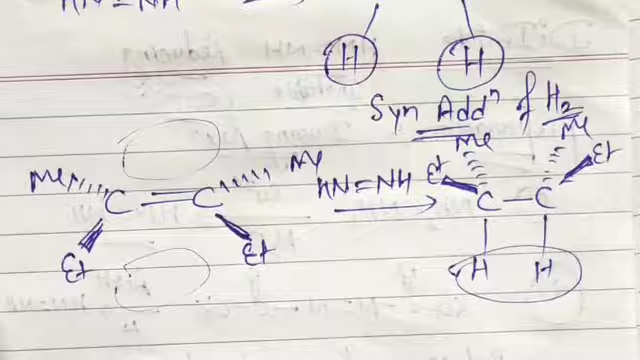 HN=NH
H H
Syn Addⁿ of H₂
Me Me
Me Me HN=NH Et Et
C=C C-C
Et Et
H H